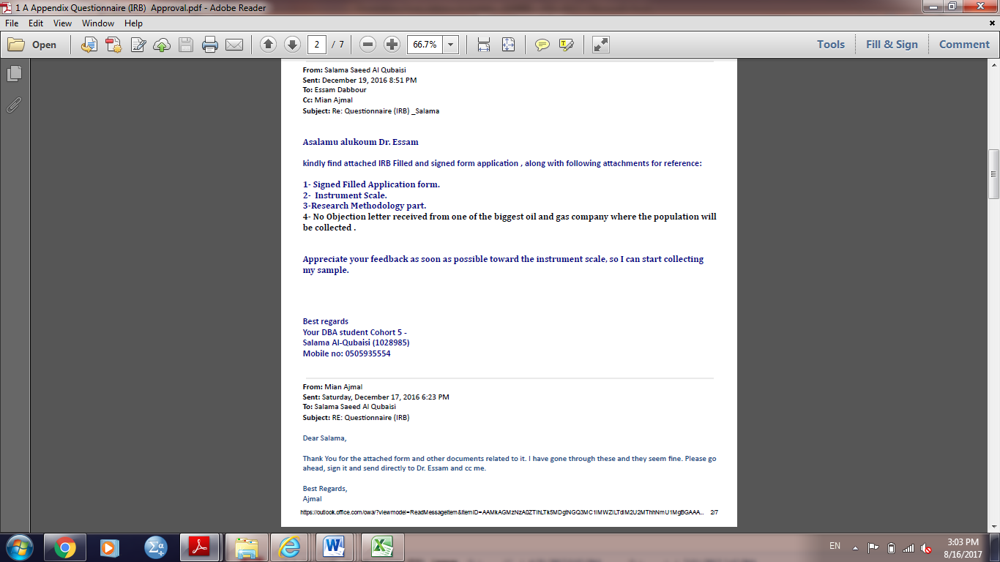 1 A Appendix Questionnaire (IRB)  Approval.pdf - Adobe Reader
File Edit View Window Help
Open 2 / 7 66.7% Tools Fill & Sign Comment
From: Salama Saeed Al Qubaisi
Sent: December 19, 2016 8:51 PM
To: Essam Dabbour
Cc: Mian Ajmal
Subject: Re: Questionnaire (IRB) _Salama
Asalamu alukoum Dr. Essam
kindly find attached IRB Filled and signed form application , along with following attachments for reference:
1- Signed Filled Application form.
2-  Instrument Scale.
3-Research Methodology part.
4- No Objection letter received from one of the biggest oil and gas company where the population will
be collected .
Appreciate your feedback as soon as possible toward the instrument scale, so I can start collecting
my sample.
Best regards
Your DBA student Cohort 5 -
Salama Al-Qubaisi (1028985)
Mobile no: 0505935554
From: Mian Ajmal
Sent: Saturday, December 17, 2016 6:23 PM
To: Salama Saeed Al Qubaisi
Subject: RE: Questionnaire (IRB)
Dear Salama,
Thank You for the attached form and other documents related to it. I have gone through these and they seem fine. Please go
ahead, sign it and send directly to Dr. Essam and cc me.
Best Regards,
Ajmal
2/7
EN
3:03 PM
8/16/2017